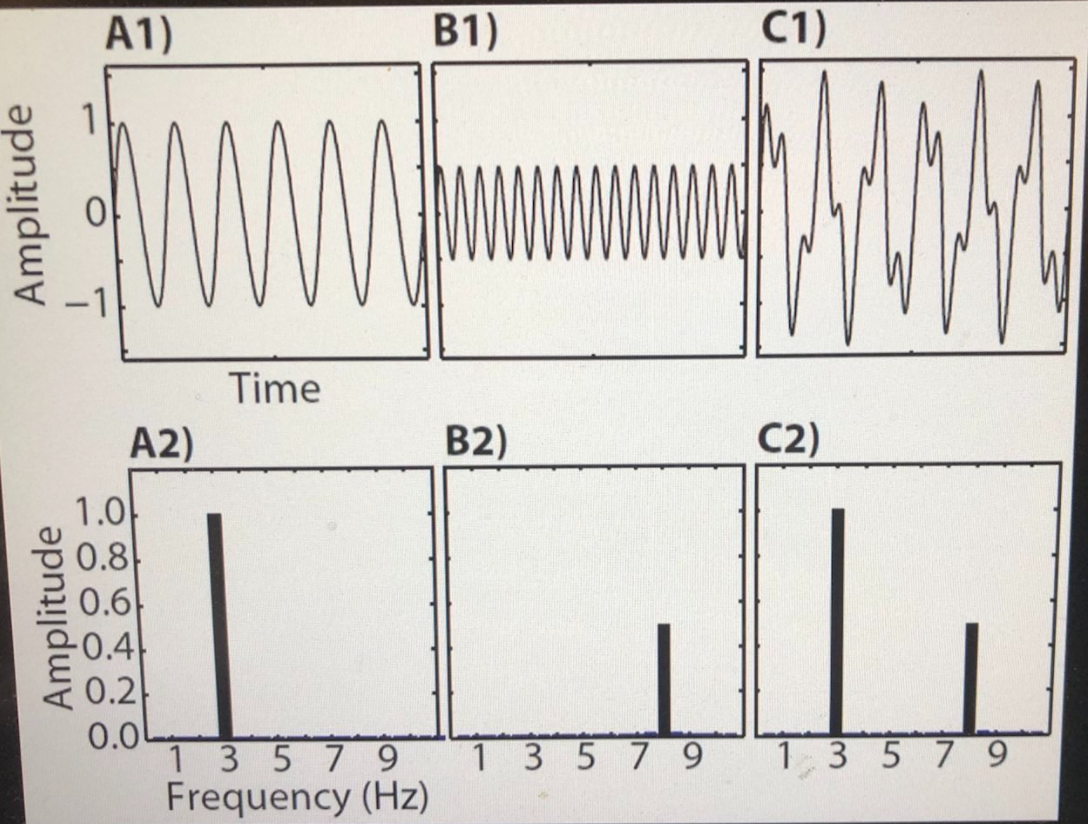 A1)
B1)
C1)
Amplitude
1
0
−1
Time
A2)
B2)
C2)
Amplitude
1.0
0.8
0.6
0.4
0.2
0.0
1 3 5 7 9
1 3 5 7 9
1 3 5 7 9
Frequency (Hz)